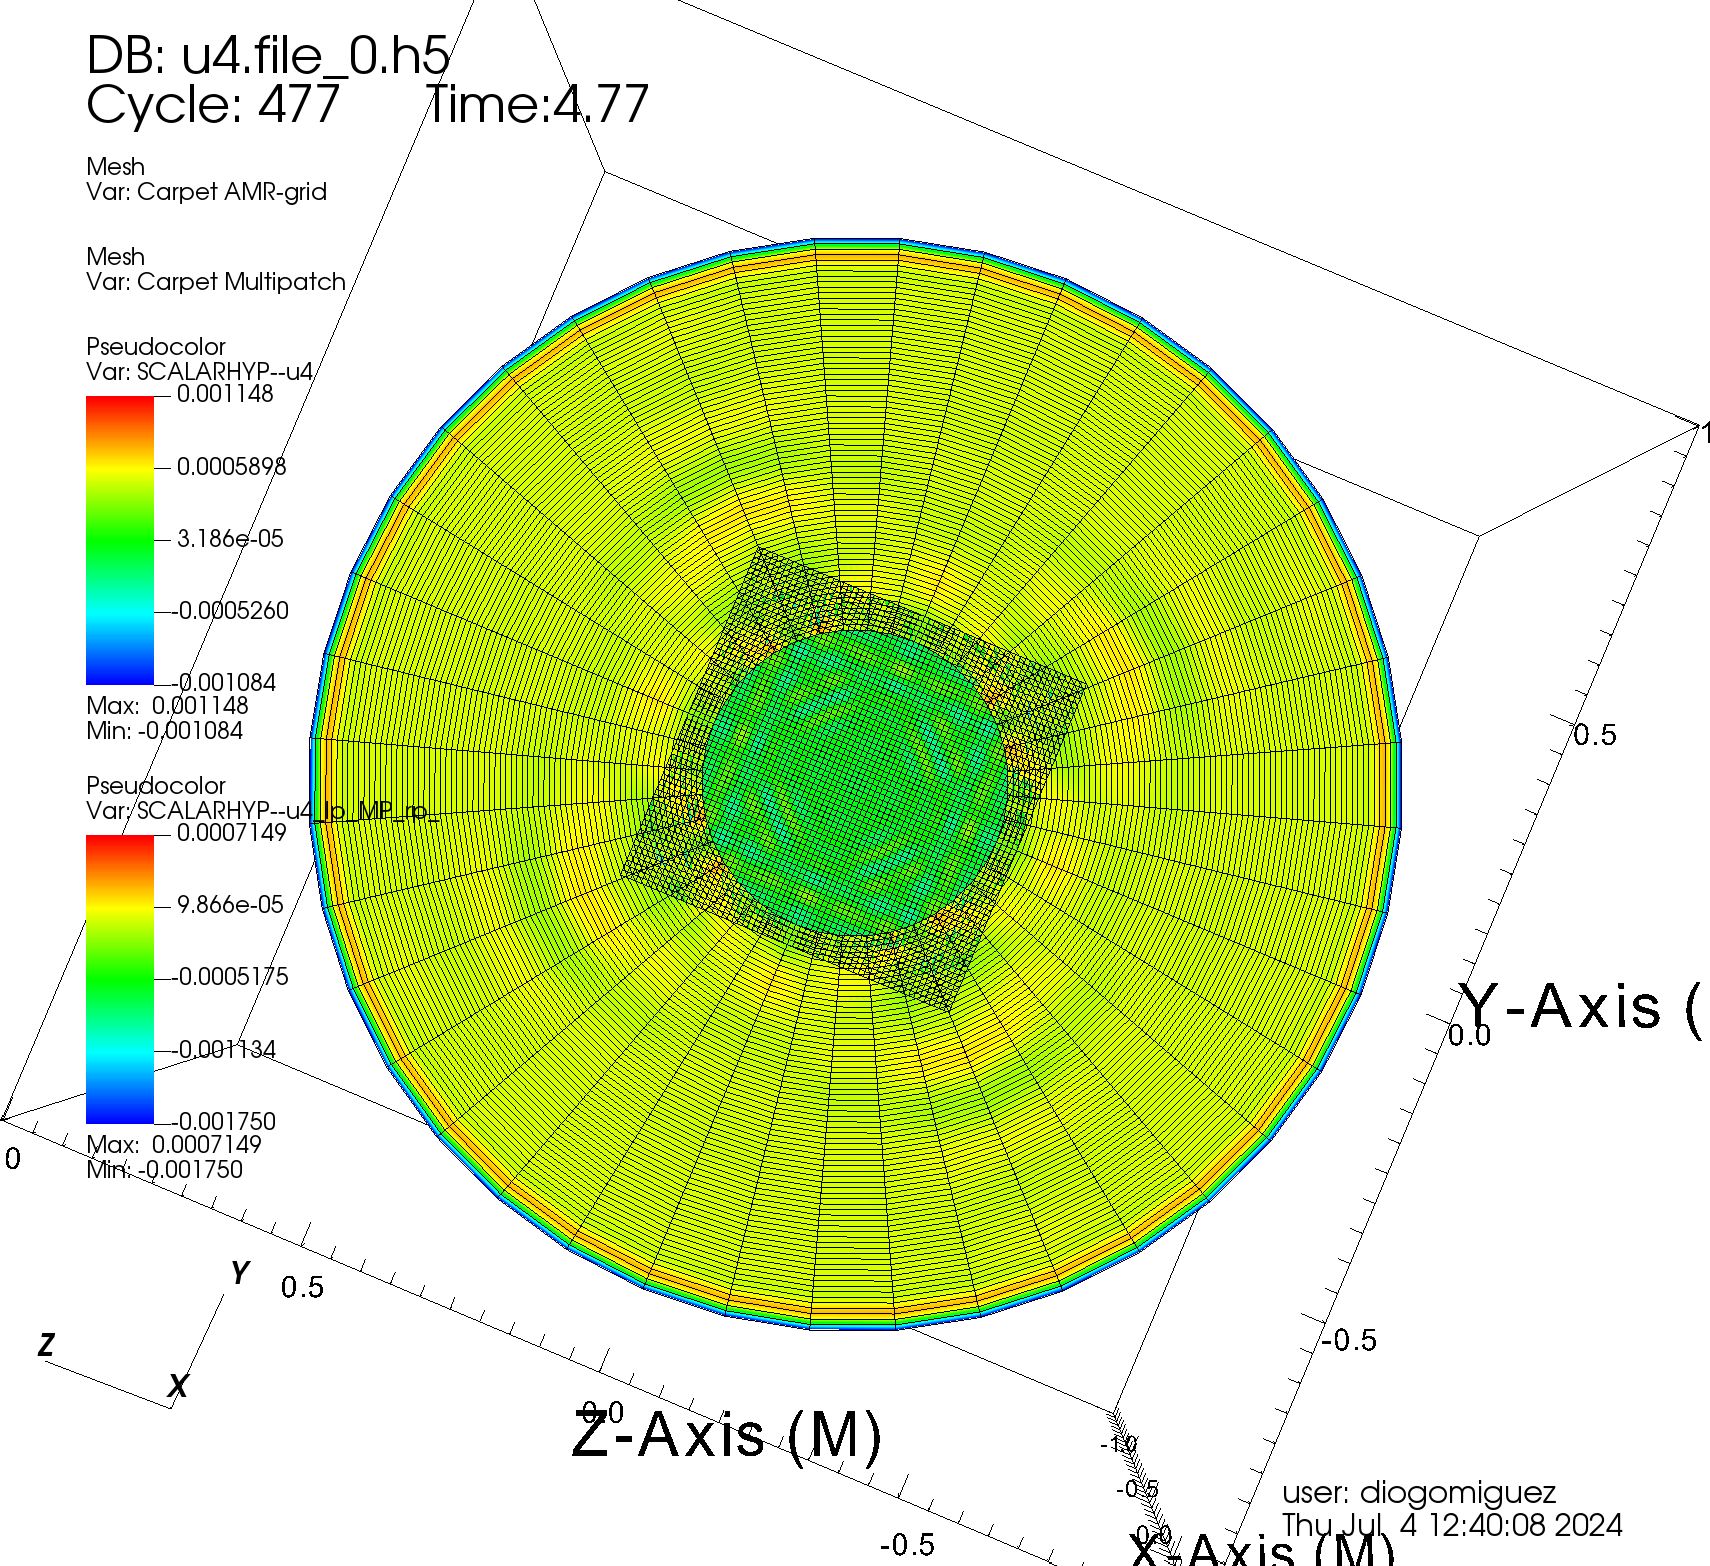 DB: u4.file_0.h5
Cycle: 477 Time:4.77
Mesh
Var: Carpet AMR-grid
Mesh
Var: Carpet Multipatch
Pseudocolor
Var: SCALARHYP--u4
0.001148
0.0005898
3.186e-05
-0.0005260
-0.001084
Max: 0.001148
Min: -0.001084
Pseudocolor
Var: SCALARHYP--u4_lp_MP_rp_
0.0007149
9.866e-05
-0.0005175
-0.001134
-0.001750
Max: 0.0007149
Min: -0.001750
1
0.5
Y-Axis (
0.0
-0.5
0
0.5
0.0
Z-Axis (M)
-0.5
Y
Z
X
-1.0
-0.5
0.0
X-Axis (M)
user: diogomiguez
Thu Jul 4 12:40:08 2024